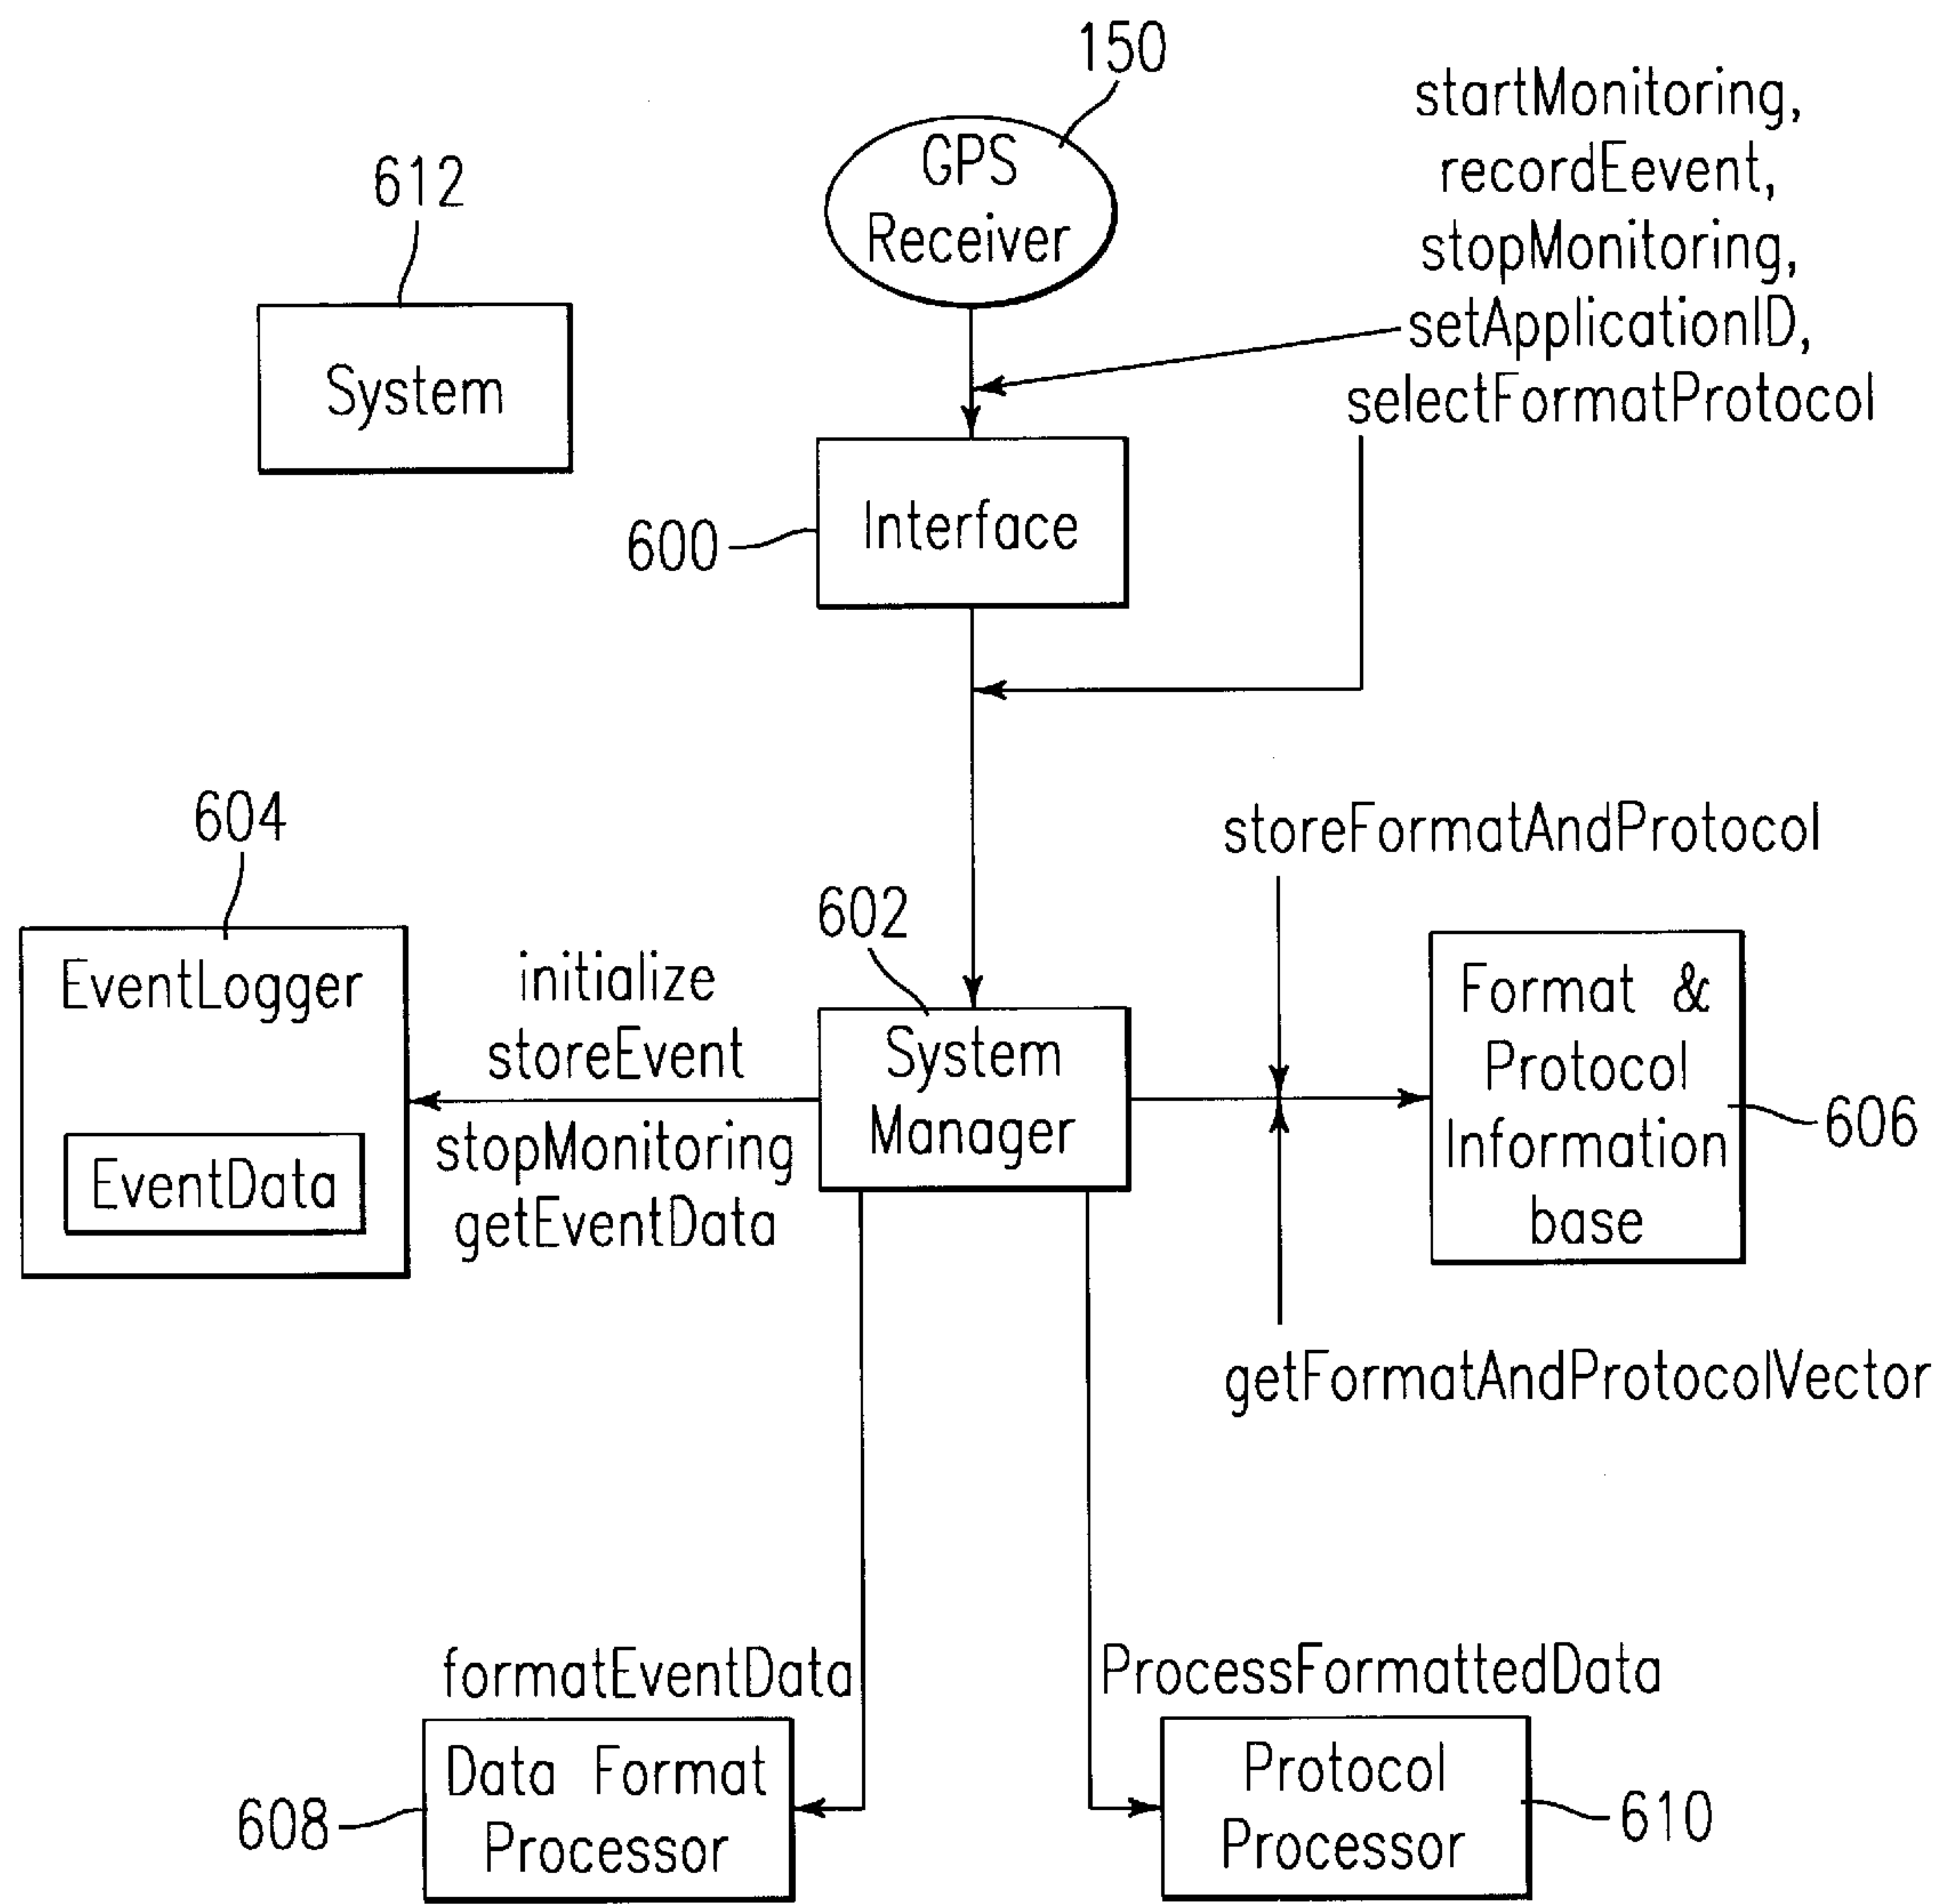 150
GPS
Receiver
startMonitoring,
recordEevent,
stopMonitoring,
setApplicationID,
selectFormatProtocol
612
System
600
Interface
604
EventLogger
EventData
initialize
storeEvent
stopMonitoring
getEventData
602
System
Manager
storeFormatAndProtocol
Format &
Protocol
Information
base
606
getFormatAndProtocolVector
formatEventData
ProcessFormattedData
608
Data Format
Processor
Protocol
Processor
610